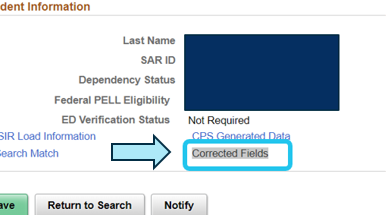 dent Information
Last Name
SAR ID
Dependency Status
Federal PELL Eligibility
ED Verification Status Not Required
SIR Load Information CPS Generated Data
Search Match Corrected Fields
ave Return to Search Notify